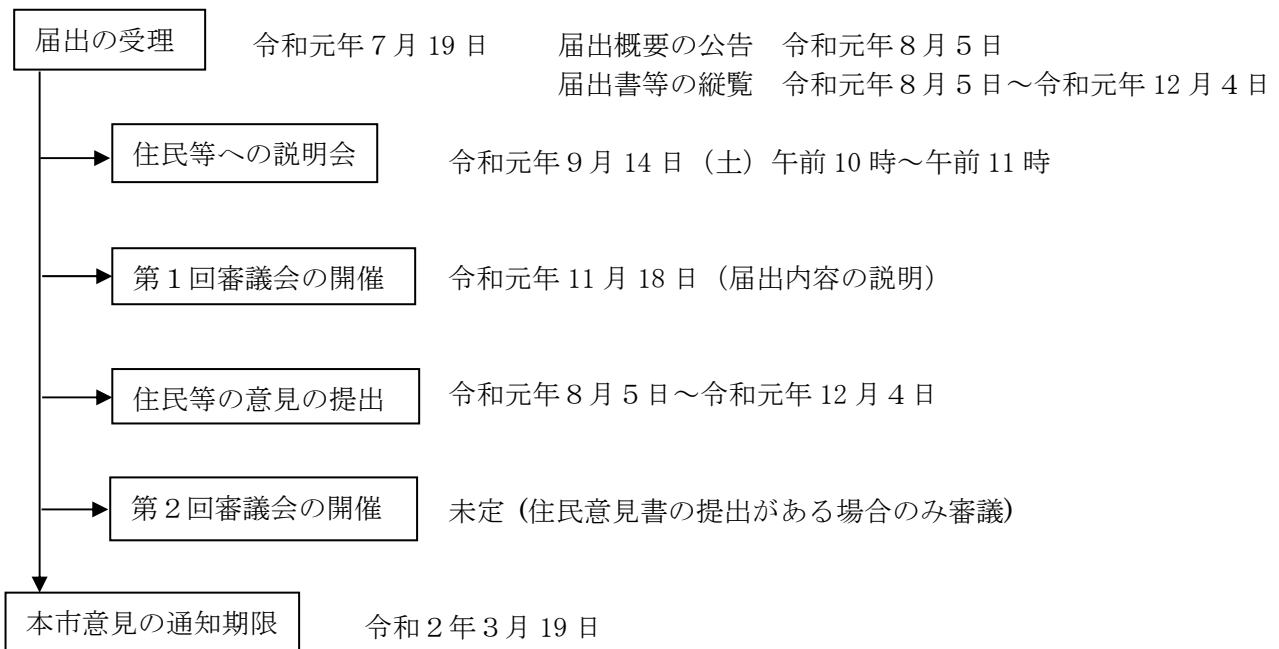 届出の受理 令和元年７月 19 日 届出概要の公告 令和元年８月５日
届出書等の縦覧 令和元年８月５日～令和元年 12 月４日
住民等への説明会 令和元年９月 14 日（土）午前 10 時～午前 11 時
第１回審議会の開催 令和元年 11 月 18 日（届出内容の説明）
住民等の意見の提出 令和元年８月５日～令和元年 12 月４日
第２回審議会の開催 未定 (住民意見書の提出がある場合のみ審議)
本市意見の通知期限 令和２年３月 19 日